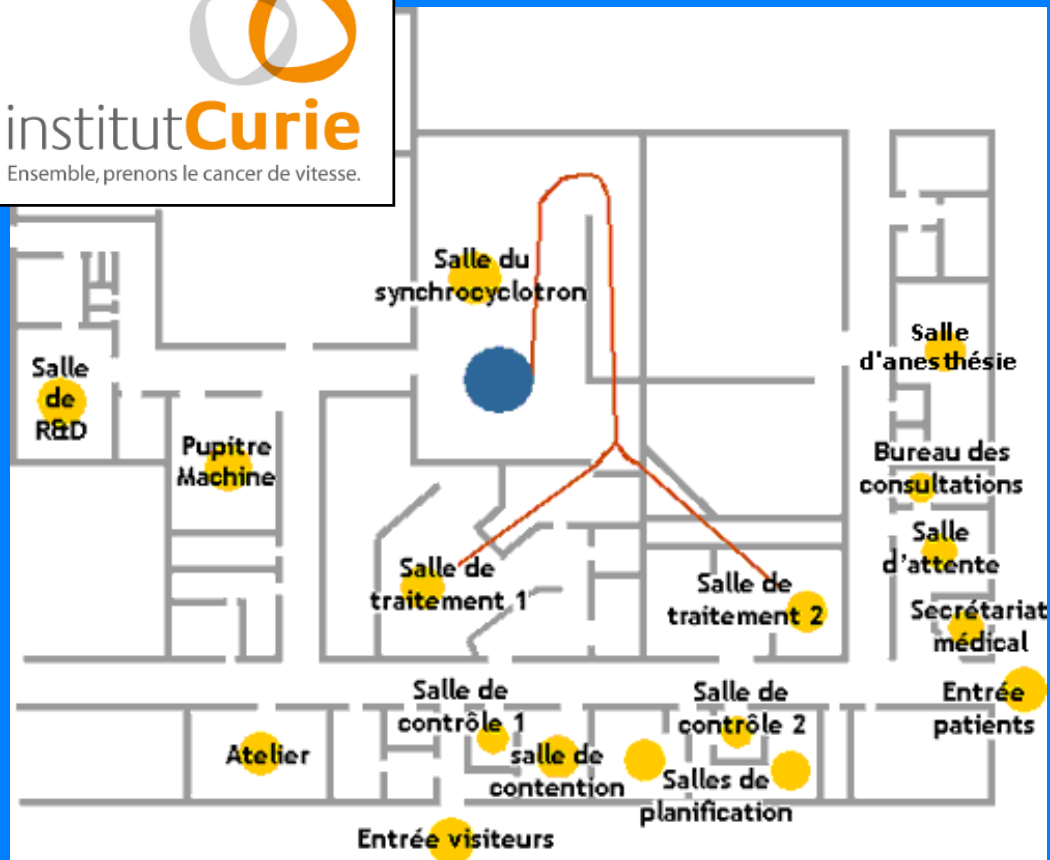 institutCurie
Ensemble, prenons le cancer de vitesse.
Salle du
synchrocyclotron
Salle
d'anesthésie
Salle
de
R&D
Pupitre
Machine
Bureau des
consultations
Salle
d'attente
Salle de
traitement 1
Salle de
traitement 2
Secrétariat
médical
Salle de
contrôle 1
Salle de
contrôle 2
Entrée
patients
Atelier
salle de
contention
Salles de
planification
Entrée visiteurs